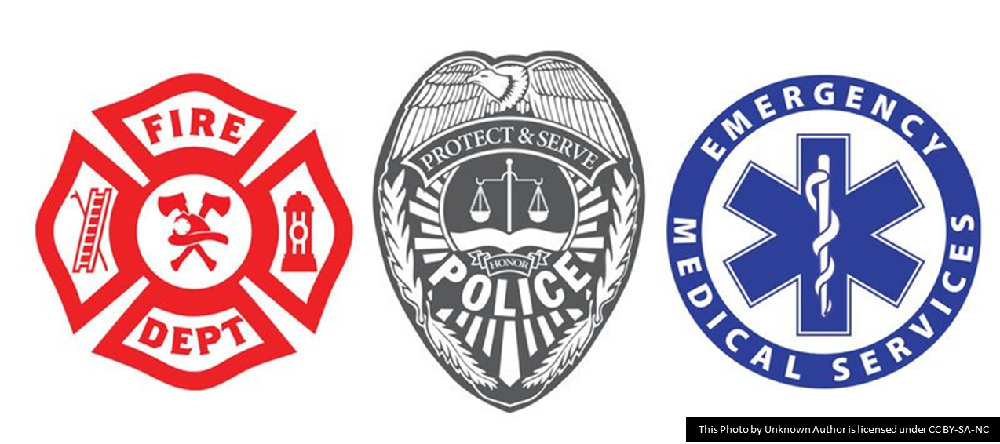 FIRE
DEPT
PROTECT & SERVE
HONOR
POLICE
EMERGENCY
MEDICAL SERVICES
This Photo by Unknown Author is licensed under CC BY-SA-NC